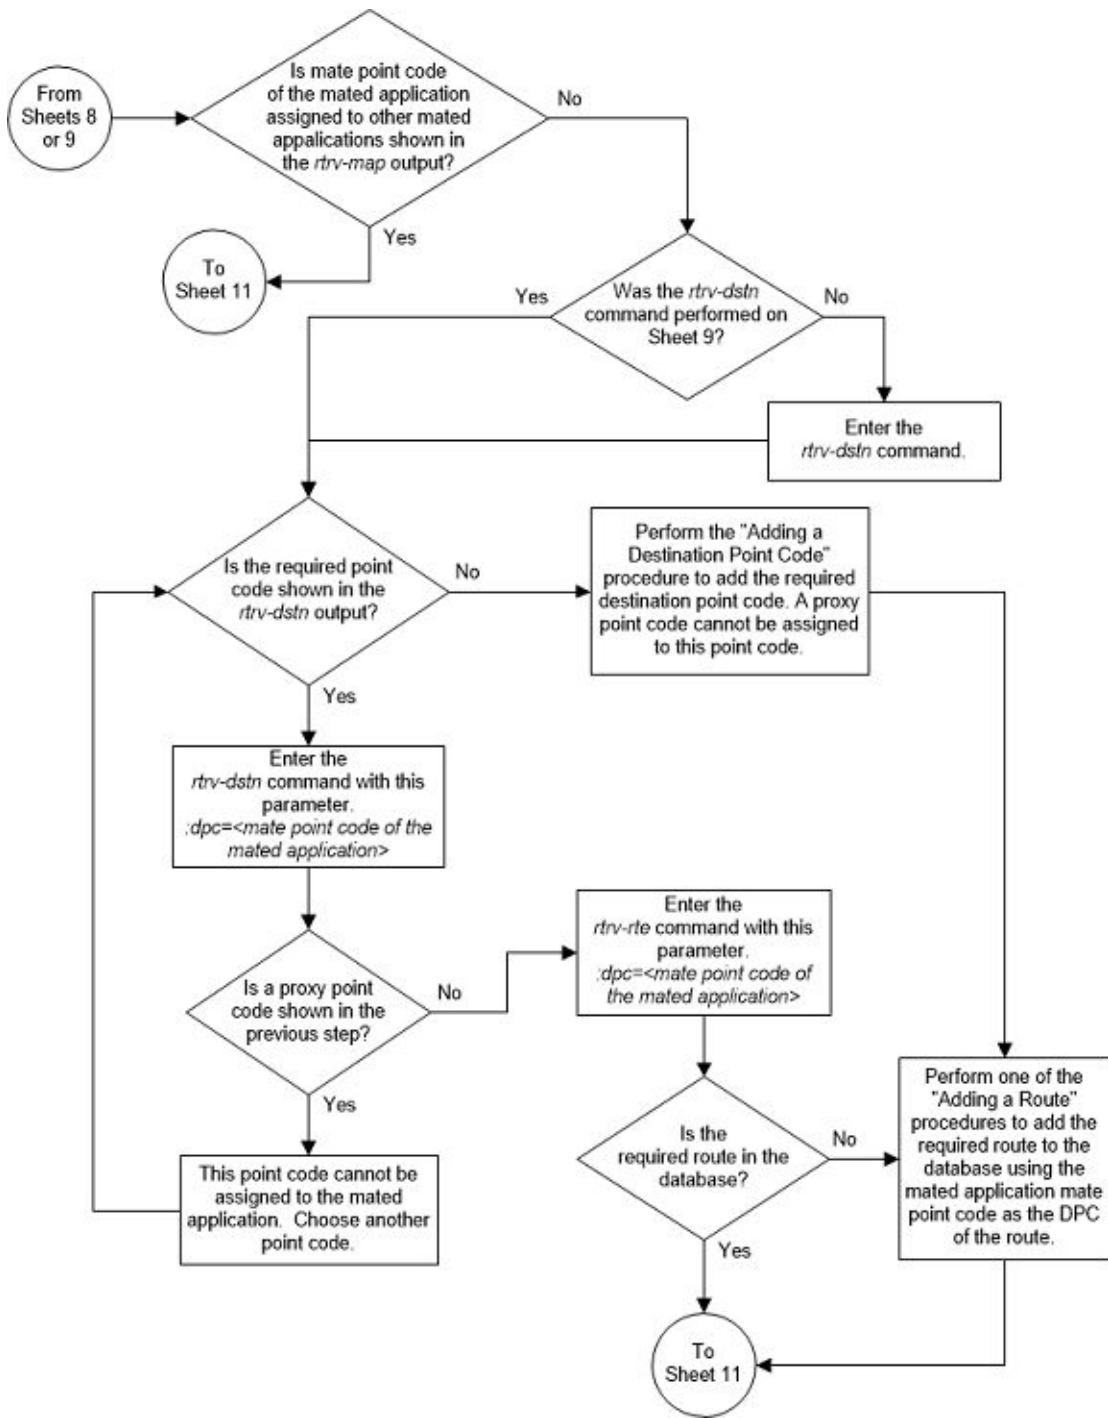 From
Sheets 8
or 9
Is mate point code
of the mated application
assigned to other mated
appalications shown in
the rtrv-map output?
No
Yes
To
Sheet 11
Was the rtrv-dstn
command performed on
Sheet 9?
Yes
No
Enter the
rtrv-dstn command.
Is the required point
code shown in the
rtrv-dstn output?
No
Yes
Perform the "Adding a
Destination Point Code"
procedure to add the required
destination point code. A proxy
point code cannot be assigned
to this point code.
Enter the
rtrv-dstn command with this
parameter.
:dpc=<mate point code of the
mated application>
Is a proxy point
code shown in the
previous step?
No
Yes
Enter the
rtrv-rte command with this
parameter.
:dpc=<mate point code of
the mated application>
This point code cannot be
assigned to the mated
application. Choose another
point code.
Is the
required route in the
database?
No
Yes
Perform one of the
"Adding a Route"
procedures to add the
required route to the
database using the
mated application mate
point code as the DPC
of the route.
To
Sheet 11